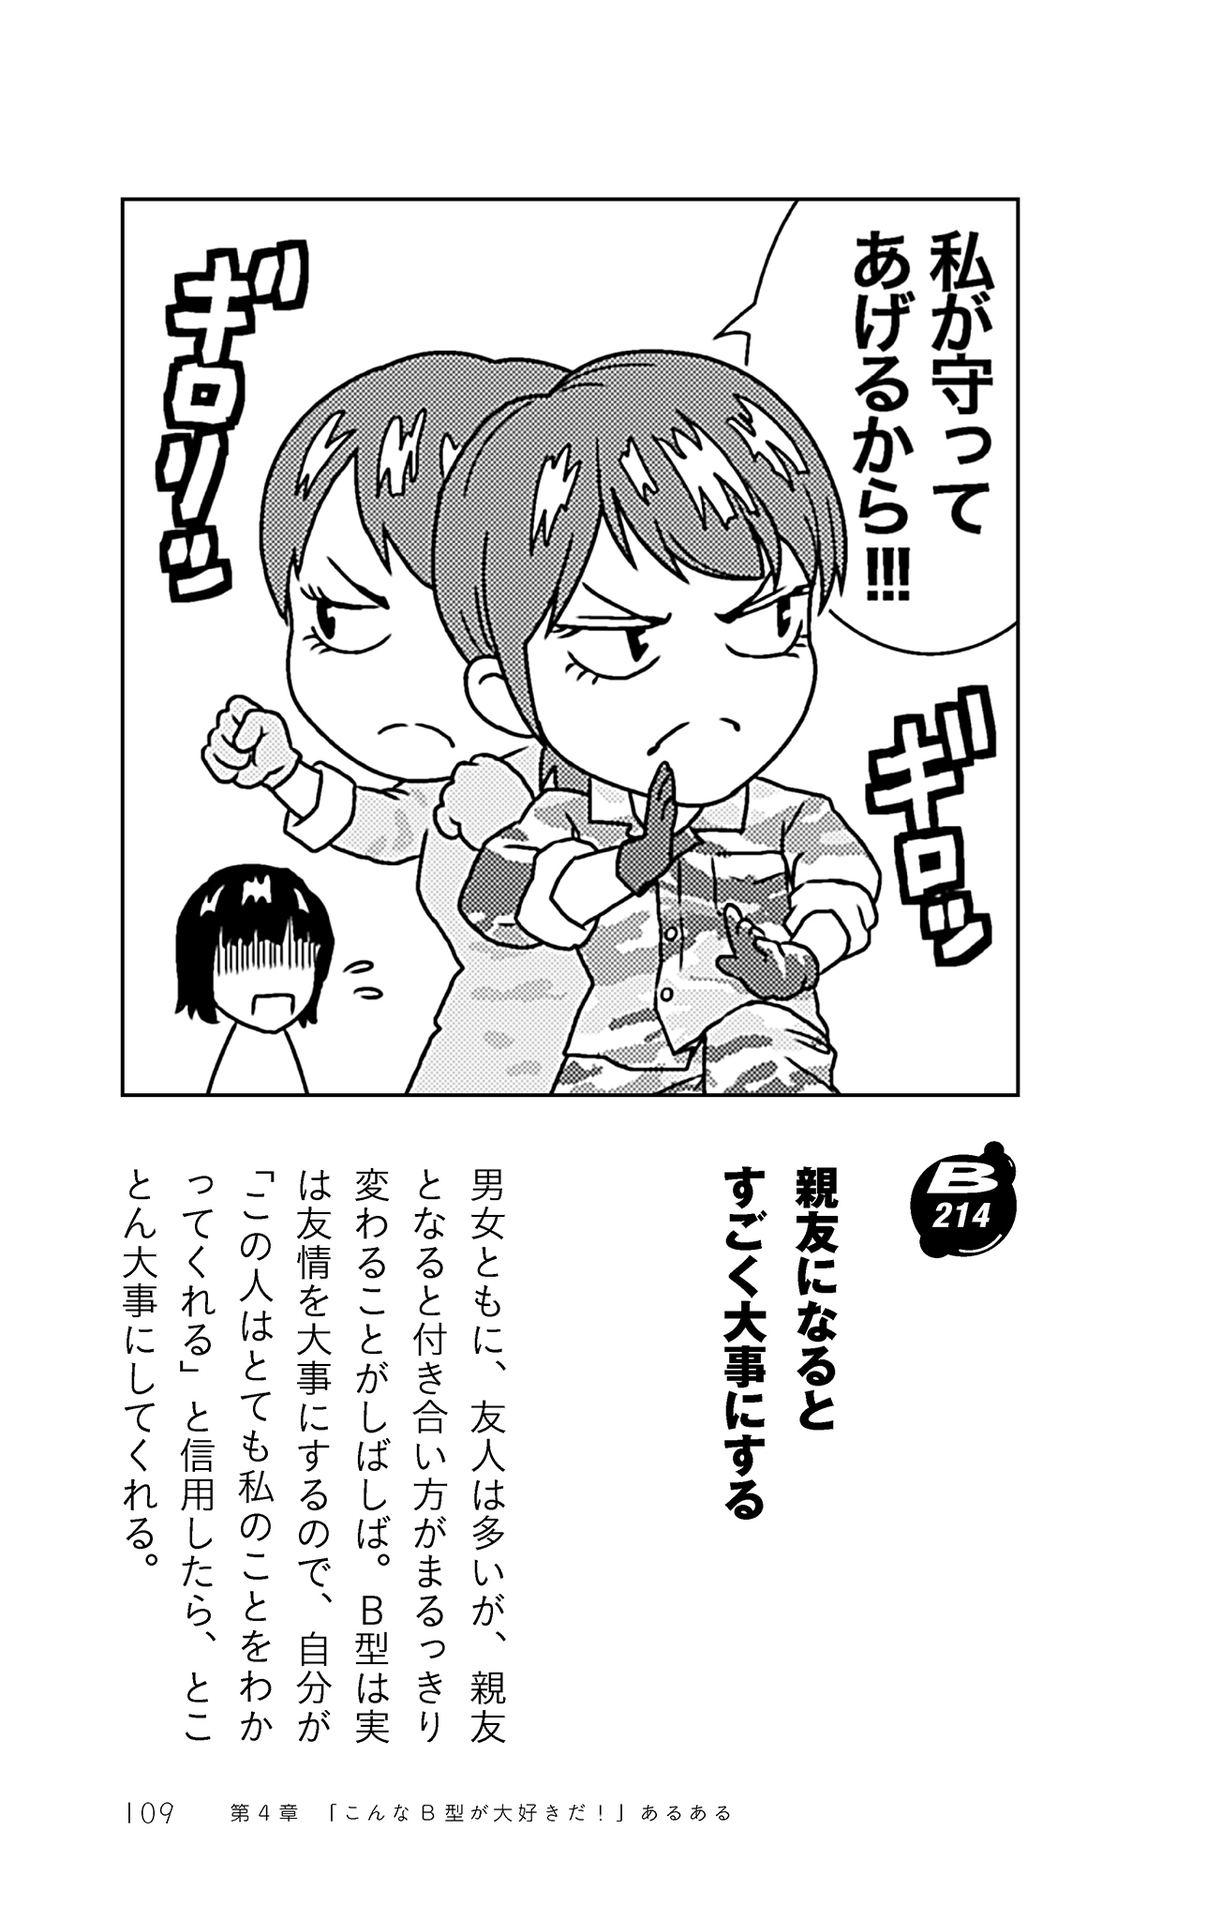 私が守って
あげるから!!!!
ギロッ
ギロリッ
B
214
親友になると
すごく大事にする
男女ともに、友人は多いが、親友
となると付き合い方がまるっきり
変わることがしばしば。B型は実
は友情を大事にするので、自分が
「この人はとても私のことをわか
ってくれる」と信用したら、とこ
とん大事にしてくれる。
109 第4章 「こんなB型が大好きだ!」あるある